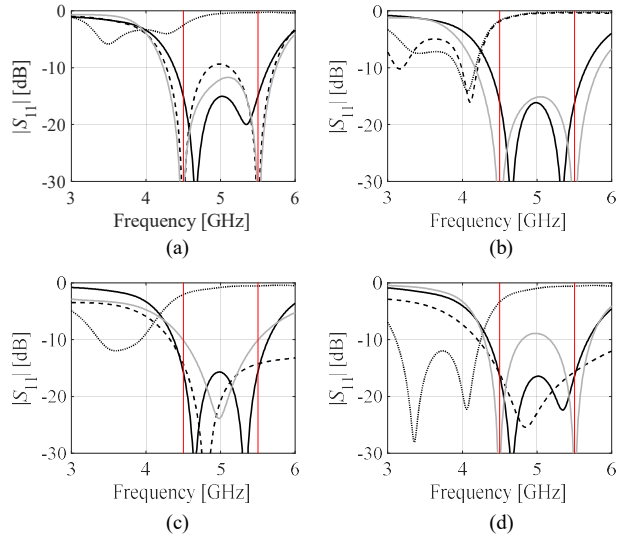 0
-10
-20
-30
|S11| [dB]
3 4 5 6
Frequency [GHz]
(a)
0
-10
-20
-30
|S11| [dB]
3 4 5 6
Frequency [GHz]
(b)
0
-10
-20
-30
|S11| [dB]
3 4 5 6
Frequency [GHz]
(c)
0
-10
-20
-30
|S11| [dB]
3 4 5 6
Frequency [GHz]
(d)